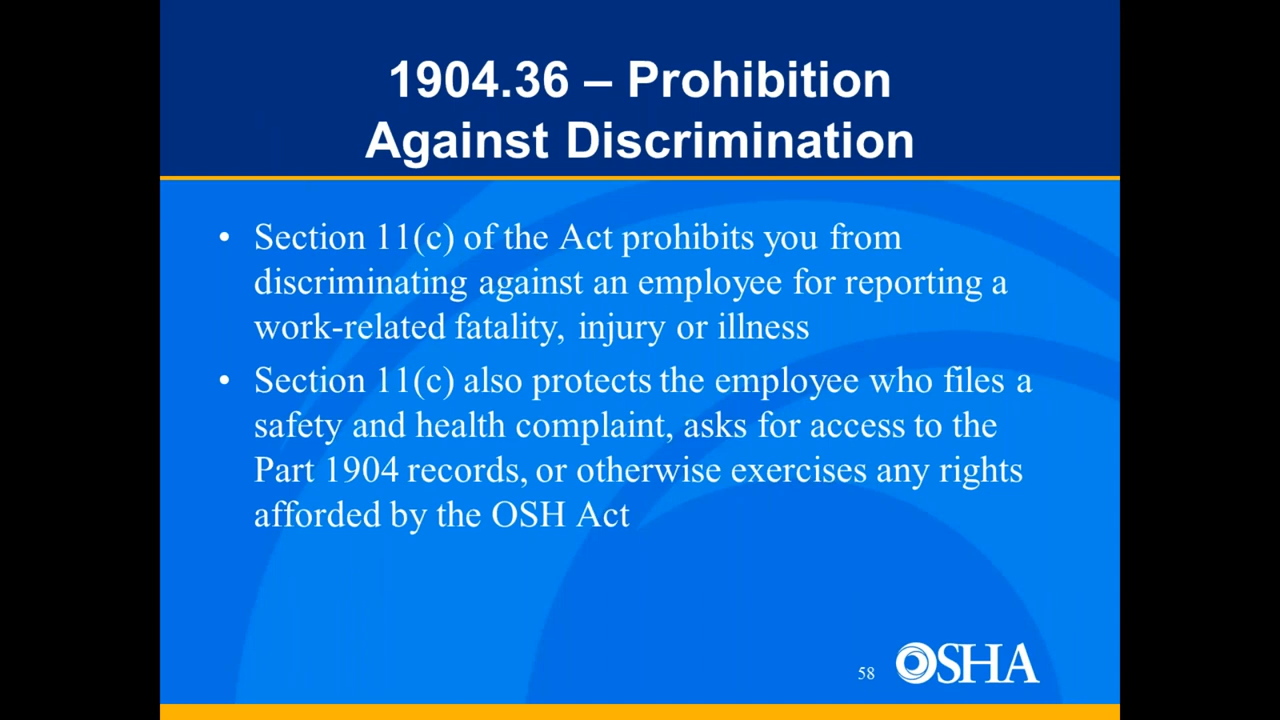 1904.36 – Prohibition
Against Discrimination
• Section 11(c) of the Act prohibits you from
discriminating against an employee for reporting a
work-related fatality, injury or illness
• Section 11(c) also protects the employee who files a
safety and health complaint, asks for access to the
Part 1904 records, or otherwise exercises any rights
afforded by the OSH Act
58
OSHA